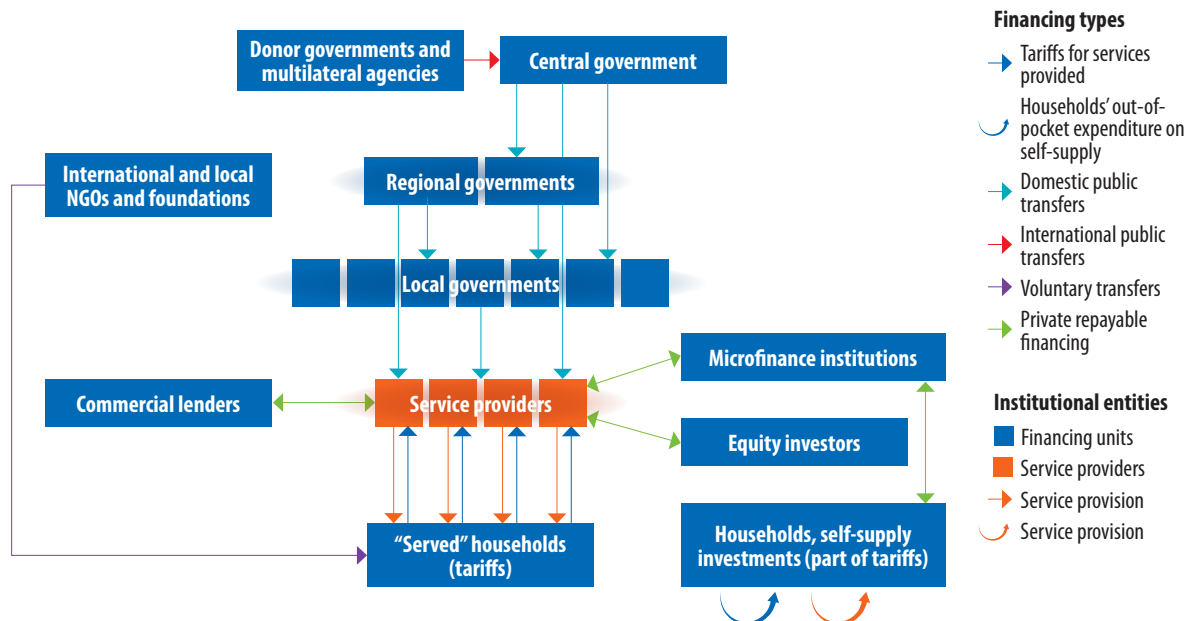 Donor governments and
multilateral agencies
Central government
International and local
NGOs and foundations
Regional governments
Local governments
Microfinance institutions
Commercial lenders
Service providers
Equity investors
“Served” households
(tariffs)
Households, self-supply
investments (part of tariffs)
Financing types
Tariffs for services
provided
Households’ out-of-
pocket expenditure on
self-supply
Domestic public
transfers
International public
transfers
Voluntary transfers
Private repayable
financing
Institutional entities
Financing units
Service providers
Service provision
Service provision